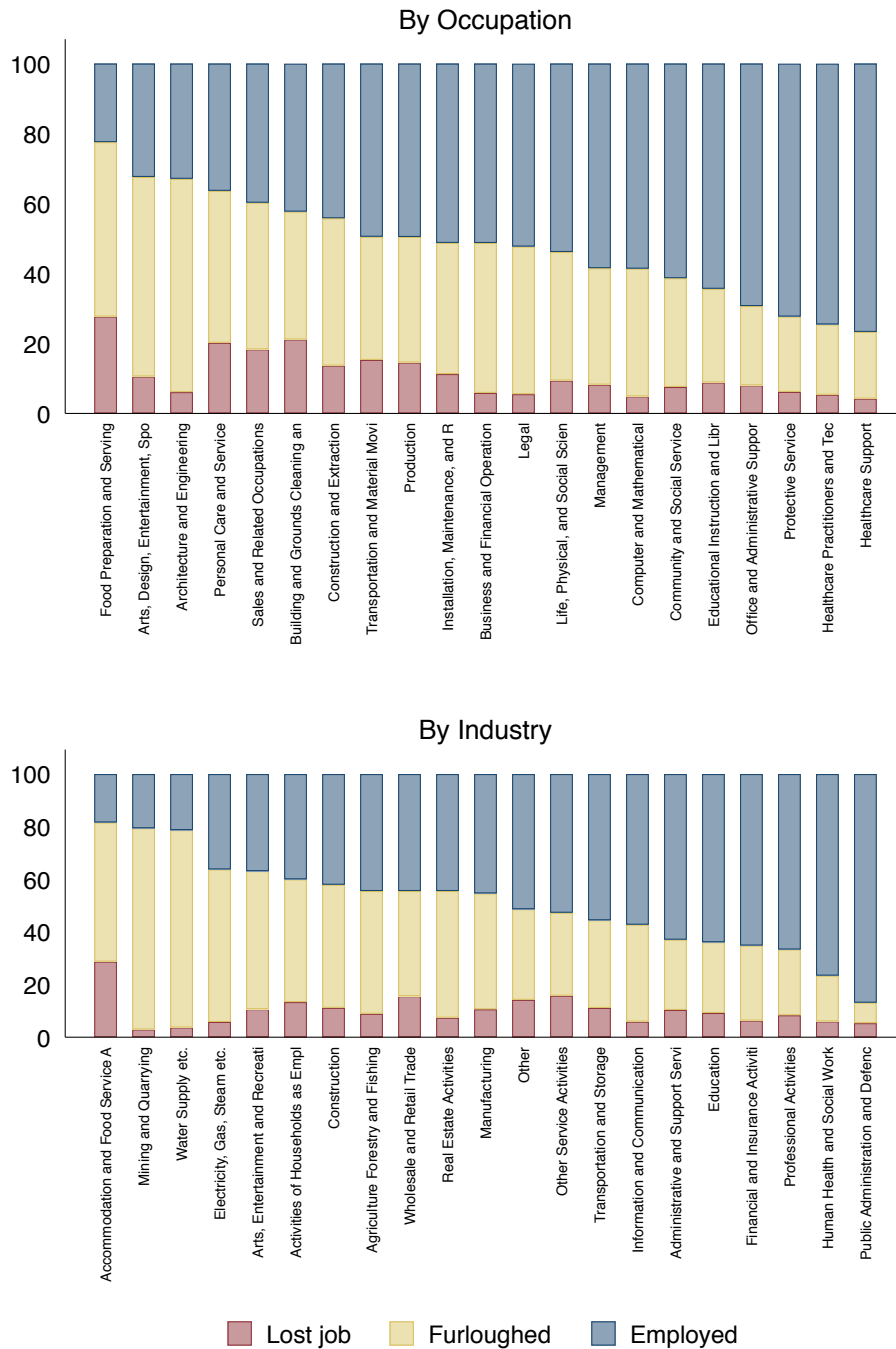 By Occupation
100
80
60
40
20
0
Food Preparation and Serving
Arts, Design, Entertainment, Spo
Architecture and Engineering
Personal Care and Service
Sales and Related Occupations
Building and Grounds Cleaning an
Construction and Extraction
Transportation and Material Movi
Production
Installation, Maintenance, and R
Business and Financial Operation
Legal
Life, Physical, and Social Scien
Management
Computer and Mathematical
Community and Social Service
Educational Instruction and Libr
Office and Administrative Suppor
Protective Service
Healthcare Practitioners and Tec
Healthcare Support
By Industry
100
80
60
40
20
0
Accommodation and Food Service A
Mining and Quarrying
Water Supply etc.
Electricity, Gas, Steam etc.
Arts, Entertainment and Recreati
Activities of Households as Empl
Construction
Agriculture Forestry and Fishing
Wholesale and Retail Trade
Real Estate Activities
Manufacturing
Other
Other Service Activities
Transportation and Storage
Information and Communication
Administrative and Support Servi
Education
Financial and Insurance Activiti
Professional Activities
Human Health and Social Work
Public Administration and Defenc
Lost job Furloughed Employed